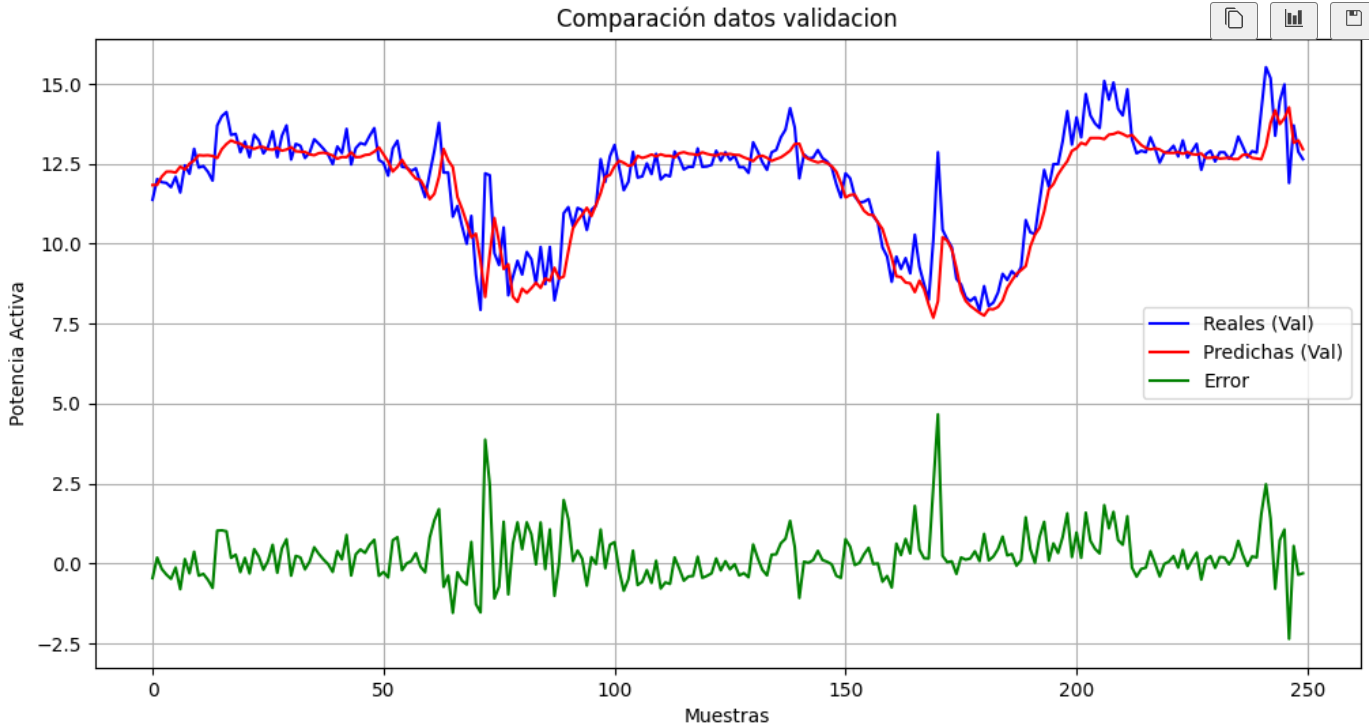 Comparación datos validacion
Potencia Activa
15.0
12.5
10.0
7.5
5.0
2.5
0.0
−2.5
Reales (Val)
Predichas (Val)
Error
0
50
100
150
200
250
Muestras